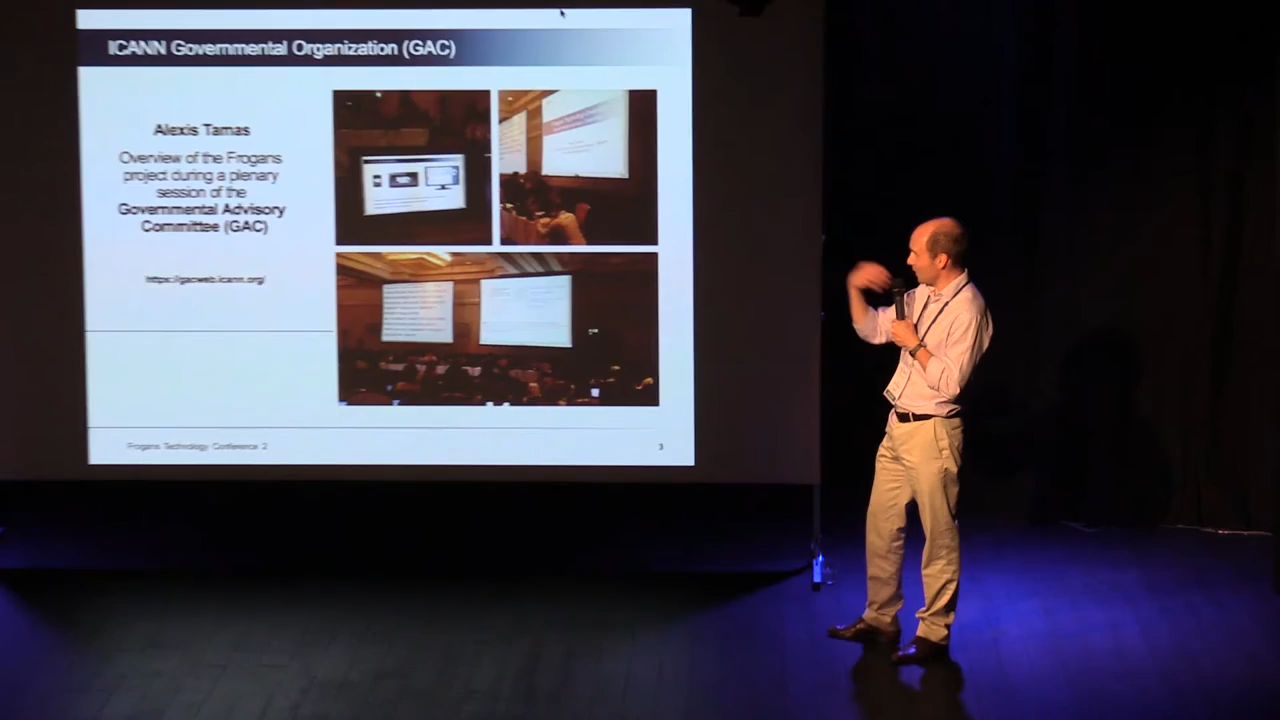 ICANN Governmental Organization (GAC)
Alexis Tamas
Overview of the Frogans
project during a plenary
session of the
Governmental Advisory
Committee (GAC)
https://gacweb.icann.org/
Frogans Technology Conference 2
3